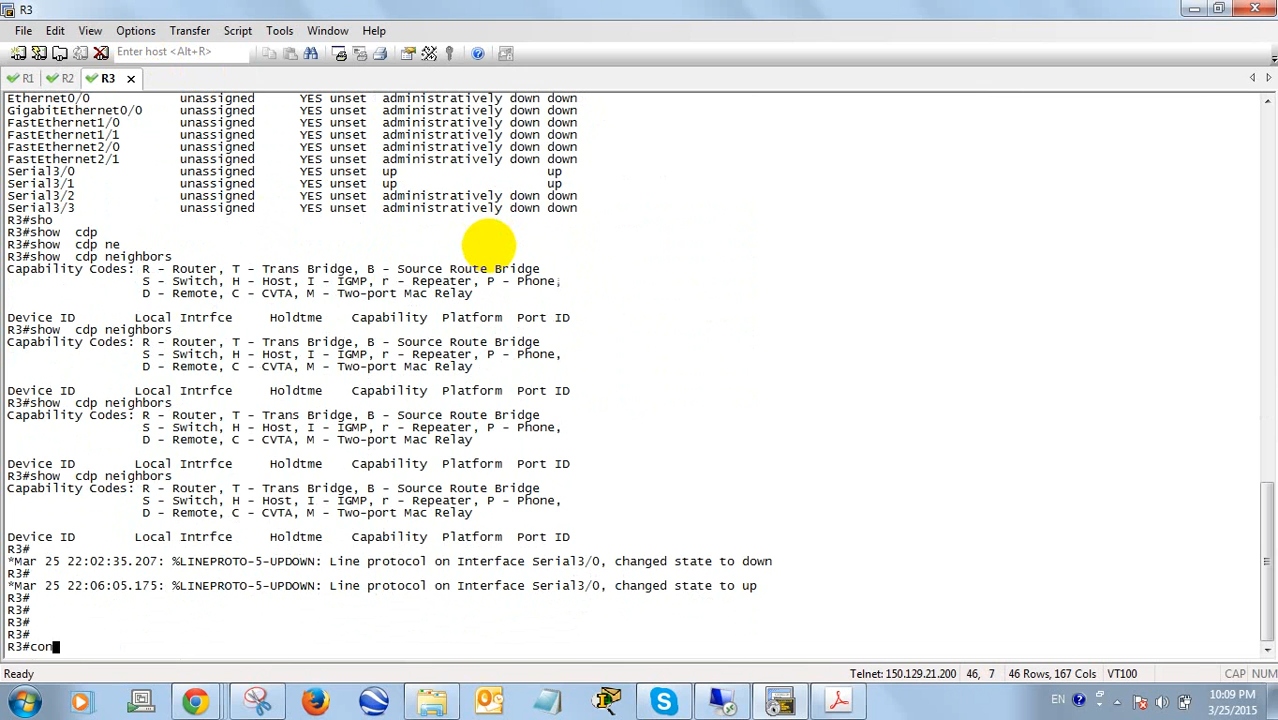 R3
File Edit View Options Transfer Script Tools Window Help
Enter host <Alt+R>
R1 R2 R3
Ethernet0/0 unassigned YES unset administratively down down
GigabitEthernet0/0 unassigned YES unset administratively down down
FastEthernet1/0 unassigned YES unset administratively down down
FastEthernet1/1 unassigned YES unset administratively down down
FastEthernet2/0 unassigned YES unset administratively down down
FastEthernet2/1 unassigned YES unset administratively down down
Serial3/0 unassigned YES unset up up
Serial3/1 unassigned YES unset up up
Serial3/2 unassigned YES unset administratively down down
Serial3/3 unassigned YES unset administratively down down
R3#sho
R3#show cdp
R3#show cdp ne
R3#show cdp neighbors
Capability Codes: R - Router, T - Trans Bridge, B - Source Route Bridge
S - Switch, H - Host, I - IGMP, r - Repeater, P - Phone,
D - Remote, C - CVTA, M - Two-port Mac Relay
Device ID Local Intrfce Holdtme Capability Platform Port ID
R3#show cdp neighbors
Capability Codes: R - Router, T - Trans Bridge, B - Source Route Bridge
S - Switch, H - Host, I - IGMP, r - Repeater, P - Phone,
D - Remote, C - CVTA, M - Two-port Mac Relay
Device ID Local Intrfce Holdtme Capability Platform Port ID
R3#show cdp neighbors
Capability Codes: R - Router, T - Trans Bridge, B - Source Route Bridge
S - Switch, H - Host, I - IGMP, r - Repeater, P - Phone,
D - Remote, C - CVTA, M - Two-port Mac Relay
Device ID Local Intrfce Holdtme Capability Platform Port ID
R3#show cdp neighbors
Capability Codes: R - Router, T - Trans Bridge, B - Source Route Bridge
S - Switch, H - Host, I - IGMP, r - Repeater, P - Phone,
D - Remote, C - CVTA, M - Two-port Mac Relay
Device ID Local Intrfce Holdtme Capability Platform Port ID
R3#
*Mar 25 22:02:35.207: %LINEPROTO-5-UPDOWN: Line protocol on Interface Serial3/0, changed state to down
R3#
*Mar 25 22:06:05.175: %LINEPROTO-5-UPDOWN: Line protocol on Interface Serial3/0, changed state to up
R3#
R3#
R3#
R3#
R3#con
Ready Telnet: 150.129.21.200 46, 7 46 Rows, 167 Cols VT100 CAP NUM
EN 10:09 PM
3/25/2015